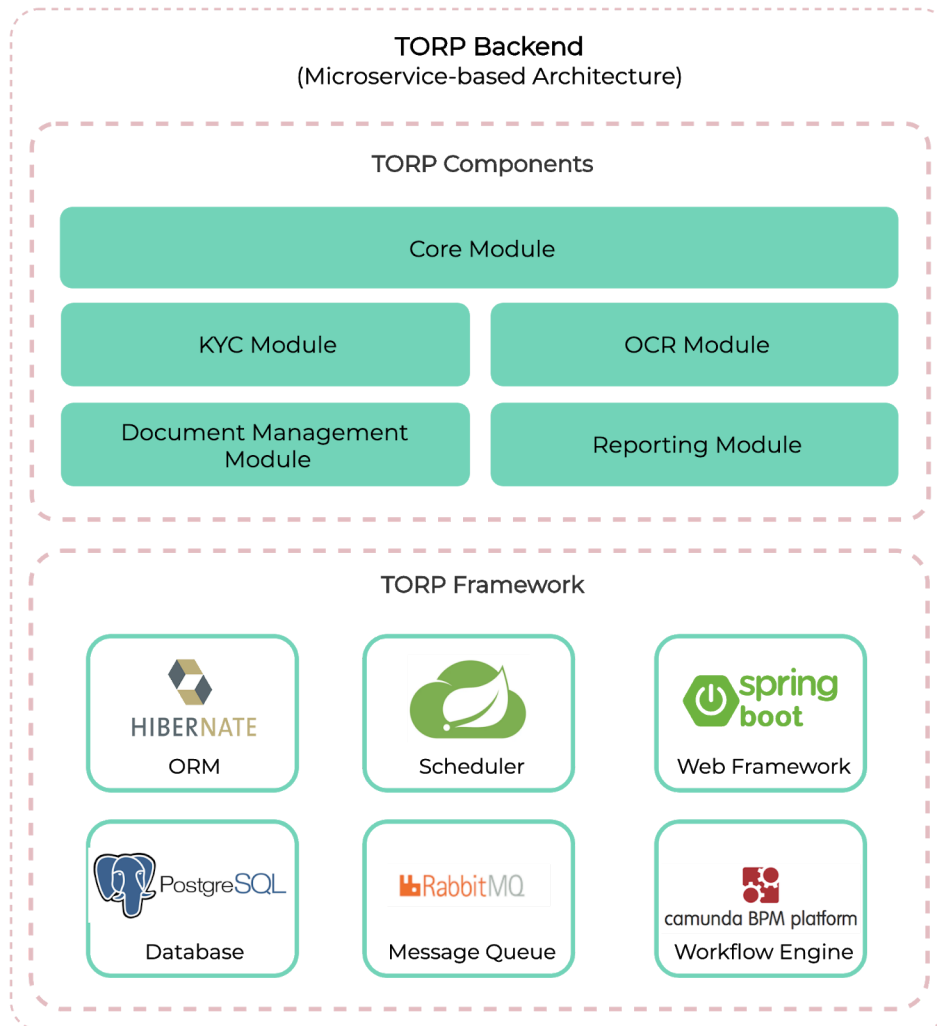 TORP Backend
(Microservice-based Architecture)
TORP Components
Core Module
KYC Module
OCR Module
Document Management
Module
Reporting Module
TORP Framework
HIBERNATE
ORM
Scheduler
spring
boot
Web Framework
PostgreSQL
Database
RabbitMQ
Message Queue
camunda BPM platform
Workflow Engine